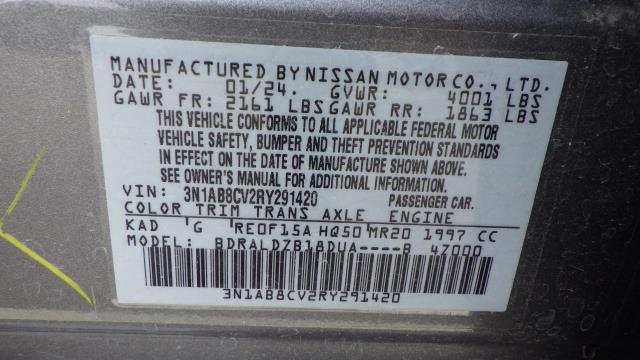 MANUFACTURED BY NISSAN MOTOR CO., LTD.
DATE: 01/24. GVWR: 4001 LBS
GAWR FR: 2161 LBS GAWR RR: 1863 LBS
THIS VEHICLE CONFORMS TO ALL APPLICABLE FEDERAL MOTOR
VEHICLE SAFETY, BUMPER AND THEFT PREVENTION STANDARDS
IN EFFECT ON THE DATE OF MANUFACTURE SHOWN ABOVE.
SEE OWNER'S MANUAL FOR ADDITIONAL INFORMATION.
VIN: 3N1AB8CV2RY291420 PASSENGER CAR.
COLOR TRIM TRANS AXLE ENGINE
KAD G RE0F15A HQ50 MR20 1997 CC
MODEL: BDRALDZB18DUA----B 47000
3N1AB8CV2RY291420